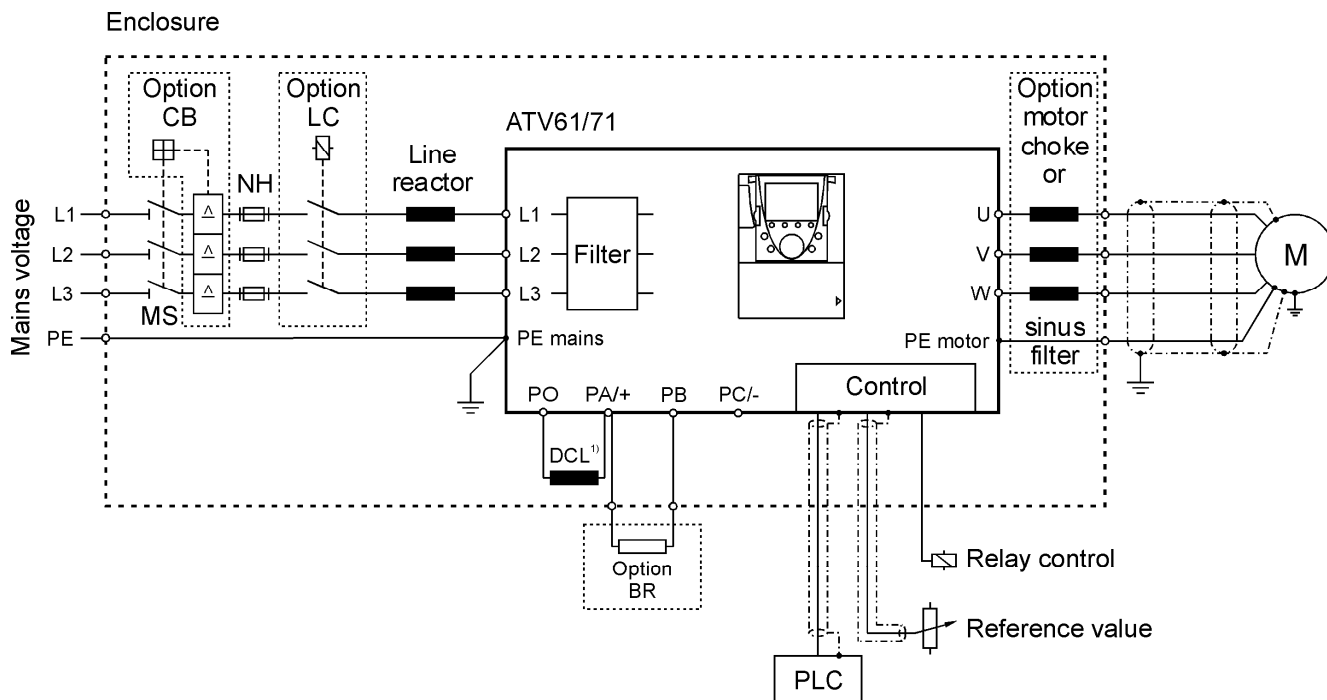 Enclosure
Option
CB
Option
LC
ATV61/71
Option
motor
choke
or
Line
reactor
NH
Mains voltage
L1
L2
L3
PE
MS
L1
L2
L3
Filter
U
V
W
M
PE mains
PE motor
sinus
filter
PO
PA/+
PB
PC/-
Control
DCL1)
Option
BR
Relay control
Reference value
PLC